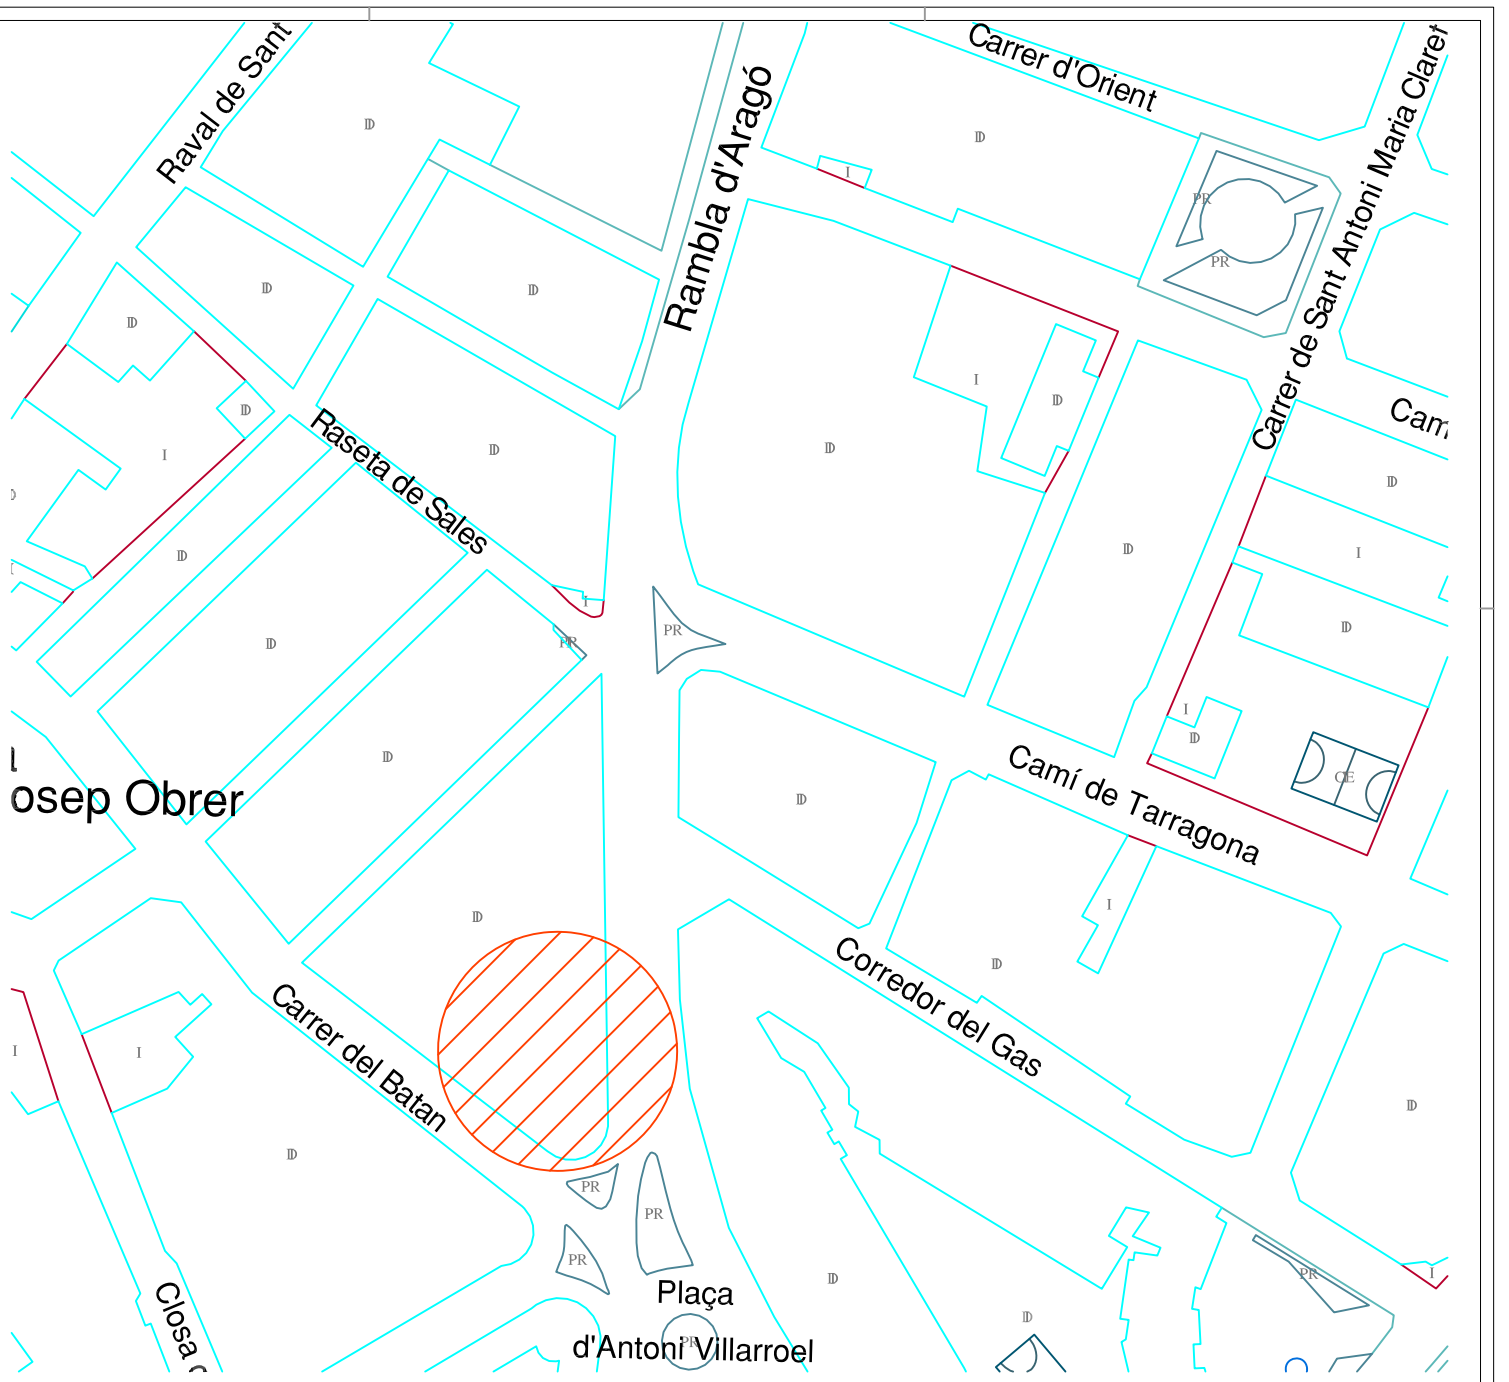 Raval de Sant
Rambla d'Aragó
Carrer d'Orient
Carrer de Sant Antoni Maria Claret
D
D
I
PR
PR
D
D
D
I
D
Cam
D
Raseta de Sales
D
D
I
D
D
D
I
I
PR
PR
D
D
I
D
D
osep Obrer
D
D
Camí de Tarragona
CE
I
D
D
Corredor del Gas
Carrer del Batan
I
I
D
D
PR
PR
PR
D
D
PR
I
Closa
Plaça
d'Antoni Villarroel
PR